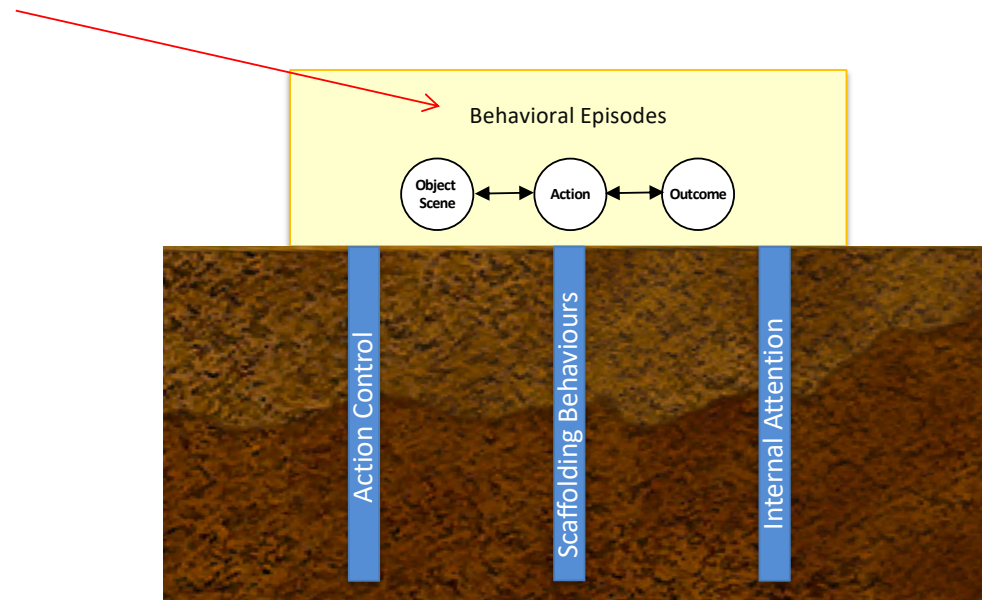 Behavioral Episodes
Object
Scene
Action
Outcome
Action Control
Scaffolding Behaviours
Internal Attention